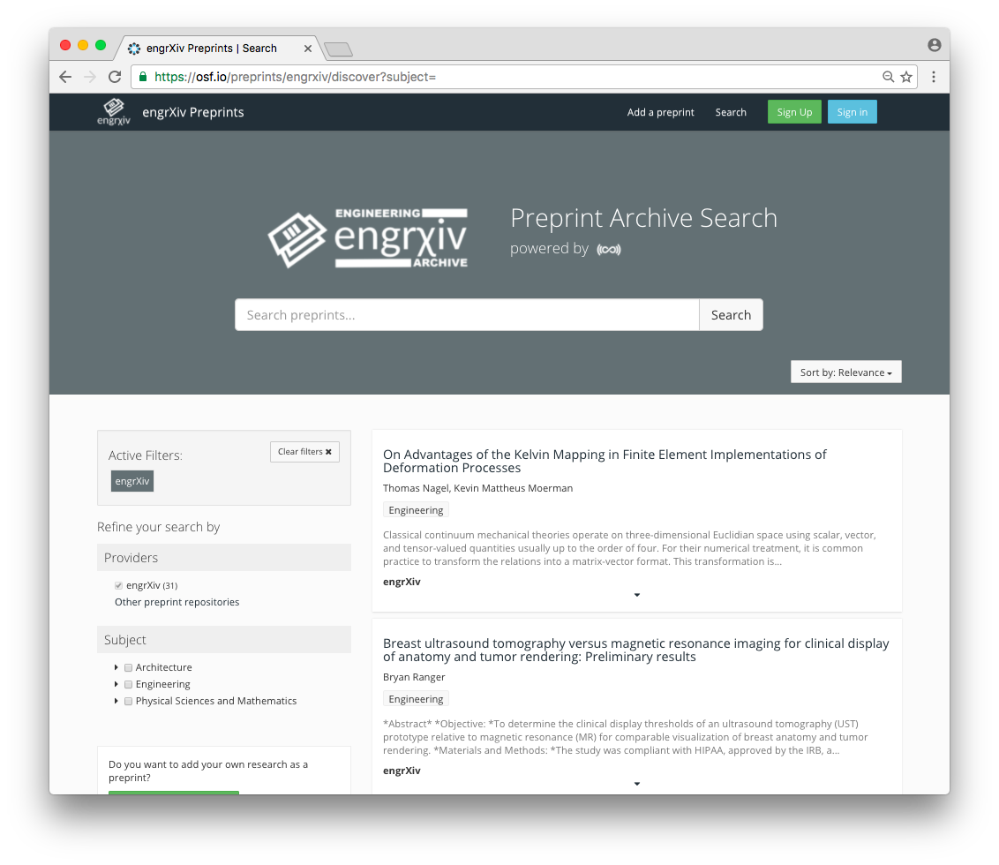 engrXiv Preprints | Search
https://osf.io/preprints/engrxiv/discover?subject=
engrXiv
engrXiv Preprints
Add a preprint
Search
Sign Up
Sign in
ENGINEERING
engrχiv
ARCHIVE
Preprint Archive Search
powered by
Search preprints...
Search
Sort by: Relevance
Active Filters:
Clear filters ✖
engrXiv
Refine your search by
Providers
engrXiv (31)
Other preprint repositories
Subject
Architecture
Engineering
Physical Sciences and Mathematics
Do you want to add your own research as a
preprint?
On Advantages of the Kelvin Mapping in Finite Element Implementations of
Deformation Processes
Thomas Nagel, Kevin Mattheus Moerman
Engineering
Classical continuum mechanical theories operate on three-dimensional Euclidian space using scalar, vector,
and tensor-valued quantities usually up to the order of four. For their numerical treatment, it is common
practice to transform the relations into a matrix-vector format. This transformation is...
engrXiv
Breast ultrasound tomography versus magnetic resonance imaging for clinical display
of anatomy and tumor rendering: Preliminary results
Bryan Ranger
Engineering
*Abstract* *Objective: *To determine the clinical display thresholds of an ultrasound tomography (UST)
prototype relative to magnetic resonance (MR) for comparable visualization of breast anatomy and tumor
rendering. *Materials and Methods: *The study was compliant with HIPAA, approved by the IRB, a...
engrXiv